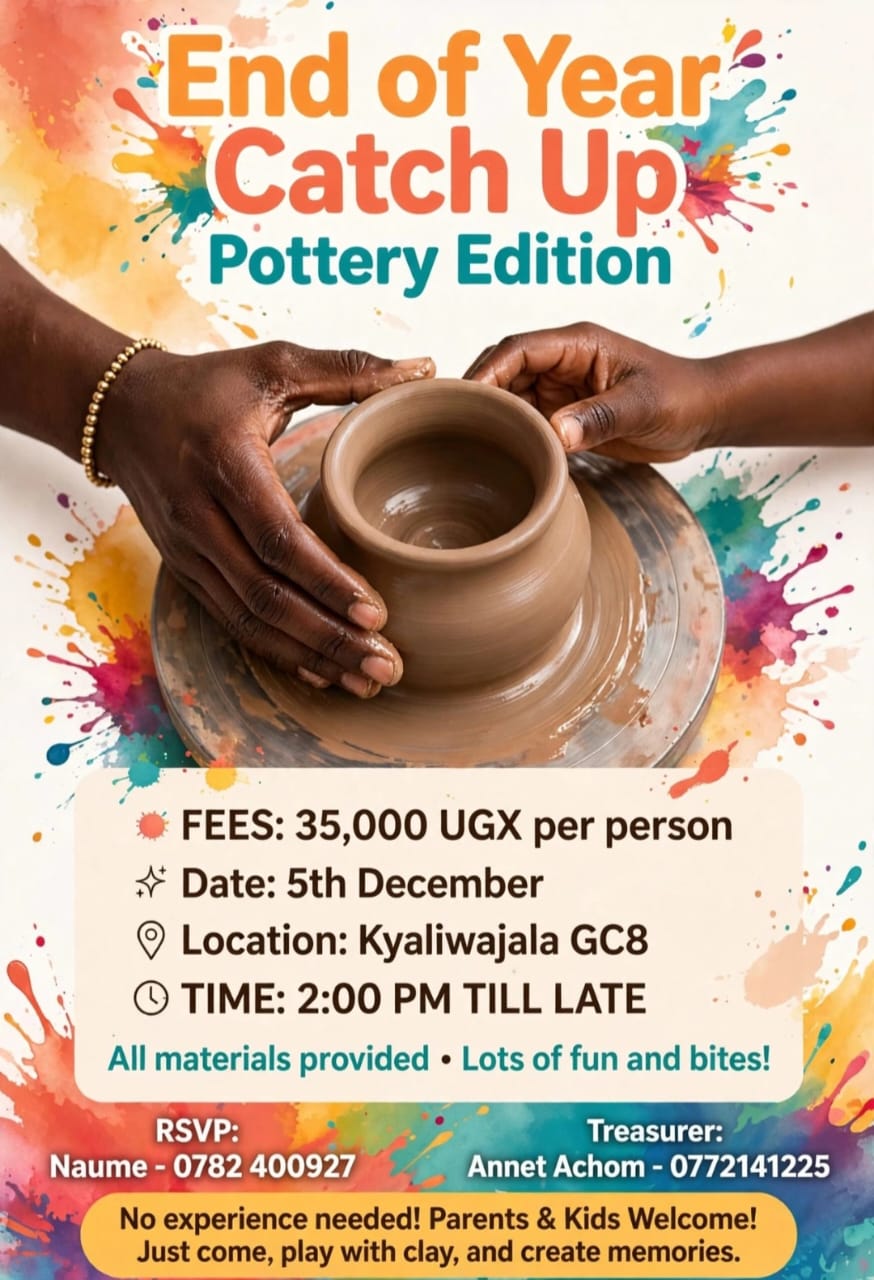 End of Year
Catch Up
Pottery Edition
FEES: 35,000 UGX per person
Date: 5th December
Location: Kyaliwajala GC8
TIME: 2:00 PM TILL LATE
All materials provided • Lots of fun and bites!
RSVP:
Naume - 0782 400927
Treasurer:
Annet Achom - 0772141225
No experience needed! Parents & Kids Welcome!
Just come, play with clay, and create memories.